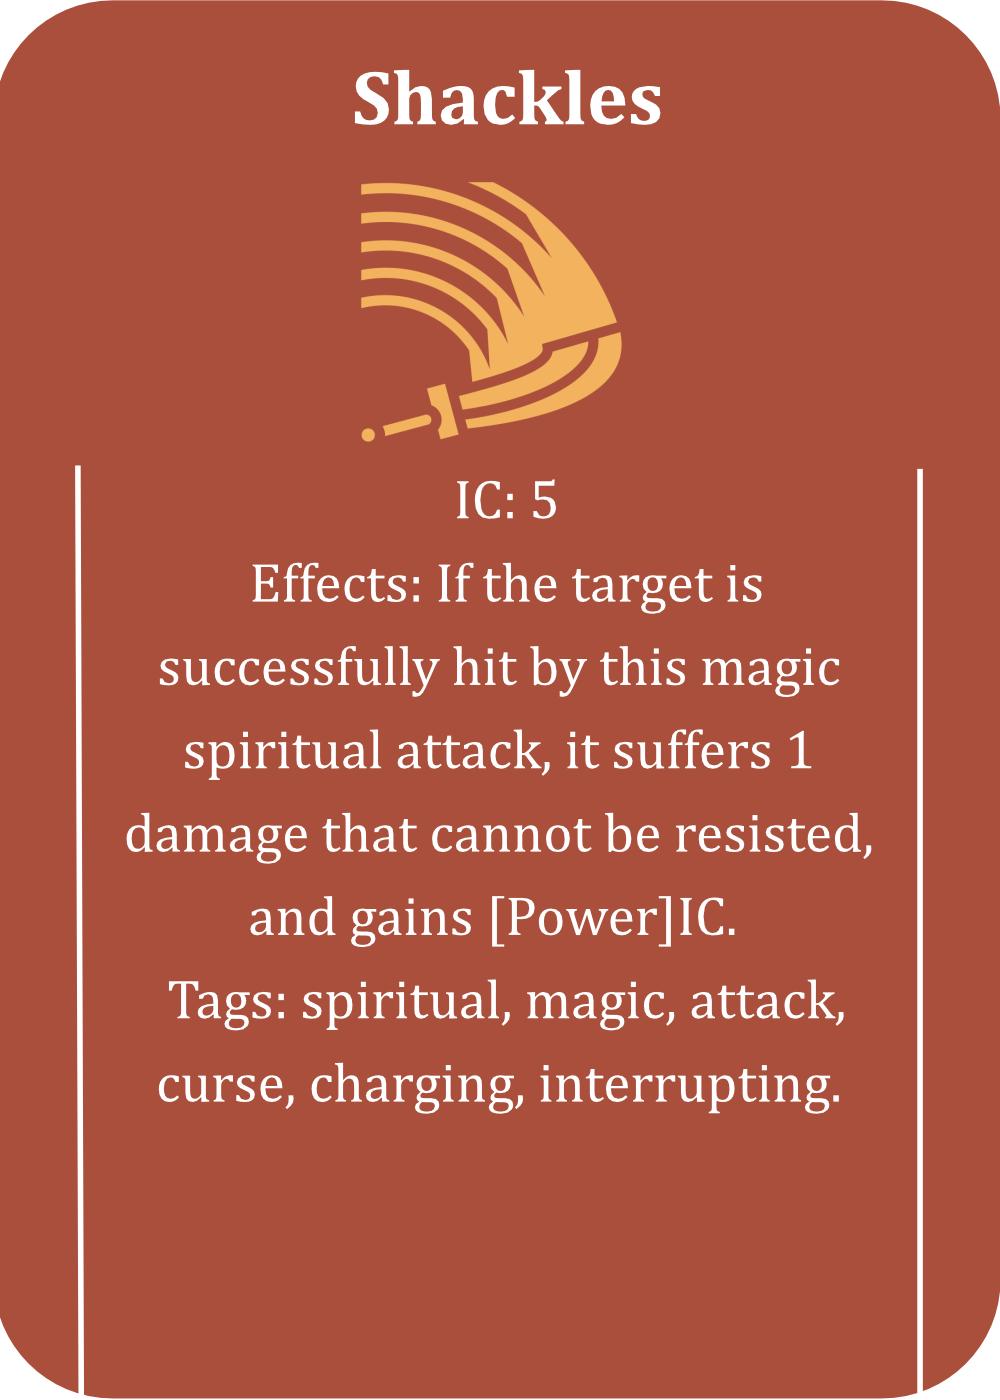 Shackles
IC: 5
Effects: If the target is
successfully hit by this magic
spiritual attack, it suffers 1
damage that cannot be resisted,
and gains [Power]IC.
Tags: spiritual, magic, attack,
curse, charging, interrupting.